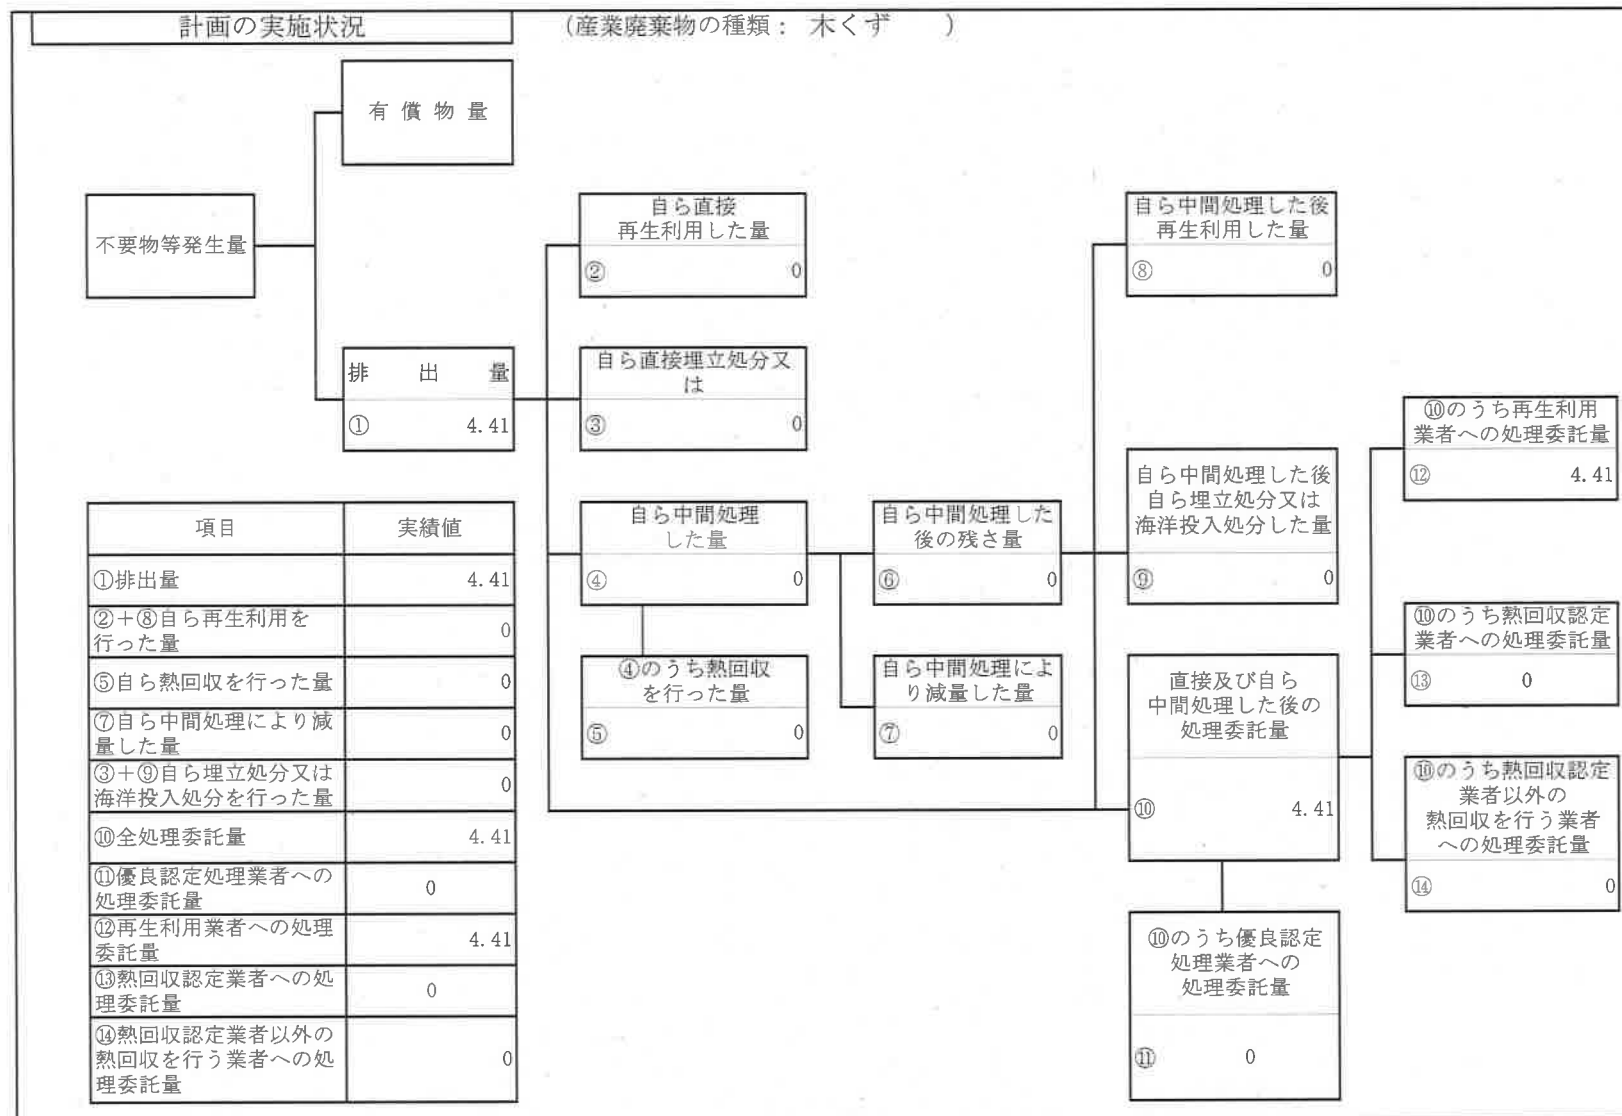 計画の実施状況
(産業廃棄物の種類: 木くず )
有償物量
不要物等発生量
排出量
① 4.41
自ら直接
再生利用した量
② 0
自ら直接埋立処分又
は
③ 0
自ら中間処理
した量
④ 0
④のうち熱回収
を行った量
⑤ 0
自ら中間処理した
後の残さ量
⑥ 0
自ら中間処理によ
り減量した量
⑦ 0
自ら中間処理した後
再生利用した量
⑧ 0
自ら中間処理した後
自ら埋立処分又は
海洋投入処分した量
⑨ 0
直接及び自ら
中間処理した後の
処理委託量
⑩ 4.41
⑩のうち優良認定
処理業者への
処理委託量
⑪ 0
⑩のうち再生利用
業者への処理委託量
⑫ 4.41
⑩のうち熱回収認定
業者への処理委託量
⑬ 0
⑩のうち熱回収認定
業者以外の
熱回収を行う業者
への処理委託量
⑭ 0
項目 実績値
①排出量 4.41
②+⑧自ら再生利用を
行った量 0
⑤自ら熱回収を行った量 0
⑦自ら中間処理により減
量した量 0
③+⑨自ら埋立処分又は
海洋投入処分を行った量 0
⑩全処理委託量 4.41
⑪優良認定処理業者への
処理委託量 0
⑫再生利用業者への処理
委託量 4.41
⑬熱回収認定業者への処
理委託量 0
⑭熱回収認定業者以外の
熱回収を行う業者への処
理委託量 0